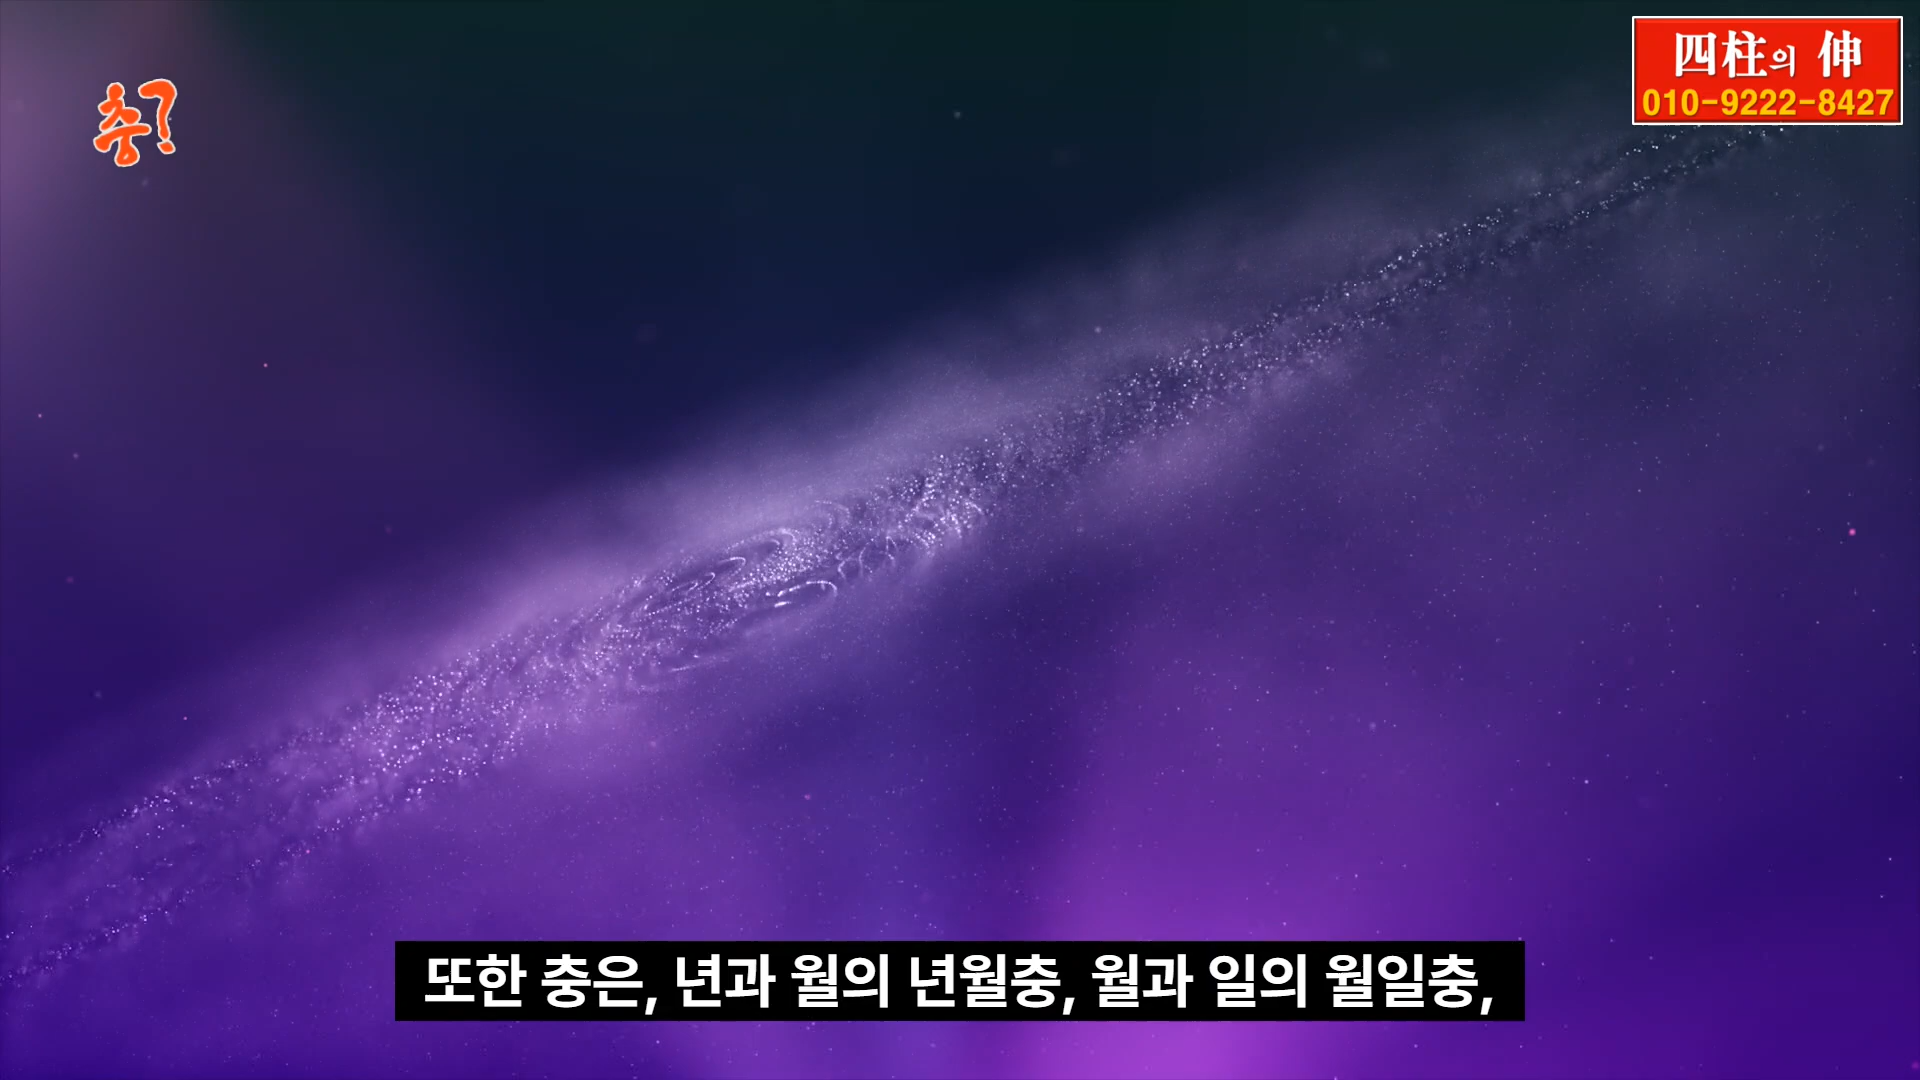 충?!
四柱의 伸
010-9222-8427
또한 충은, 년과 월의 년월충, 월과 일의 월일충,